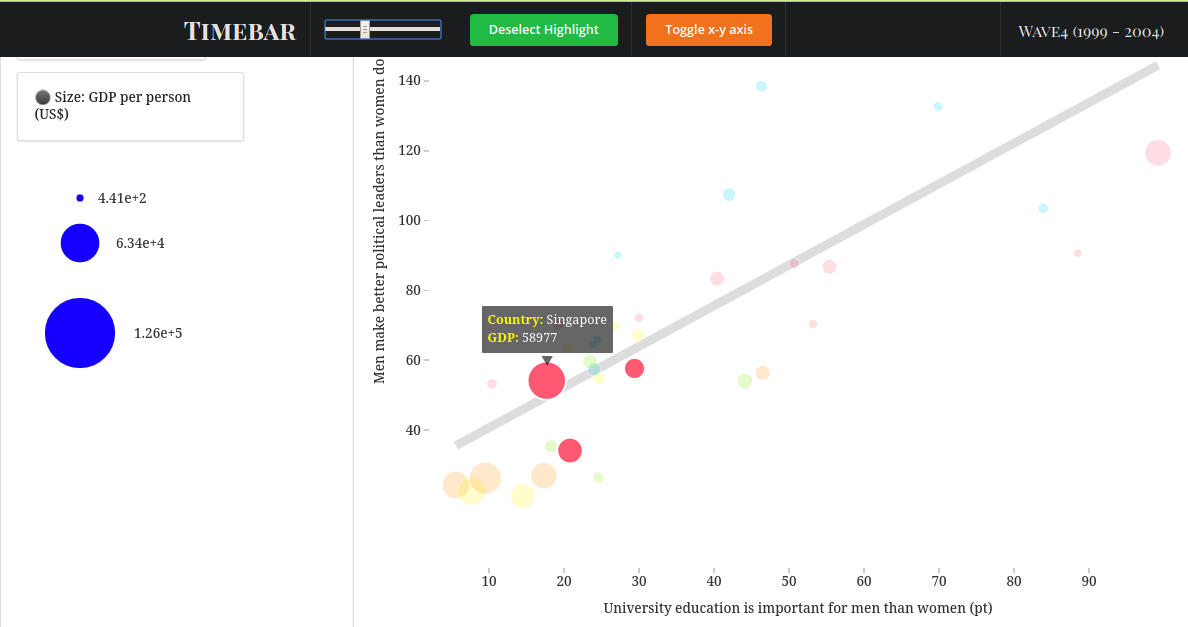 TIMEBAR
Deselect Highlight
Toggle x-y axis
WAVE4 (1999 - 2004)
Size: GDP per person
(US$)
4.41e+2
6.34e+4
1.26e+5
Men make better political leaders than women do
140
120
100
80
60
40
Country: Singapore
GDP: 58977
10 20 30 40 50 60 70 80 90
University education is important for men than women (pt)